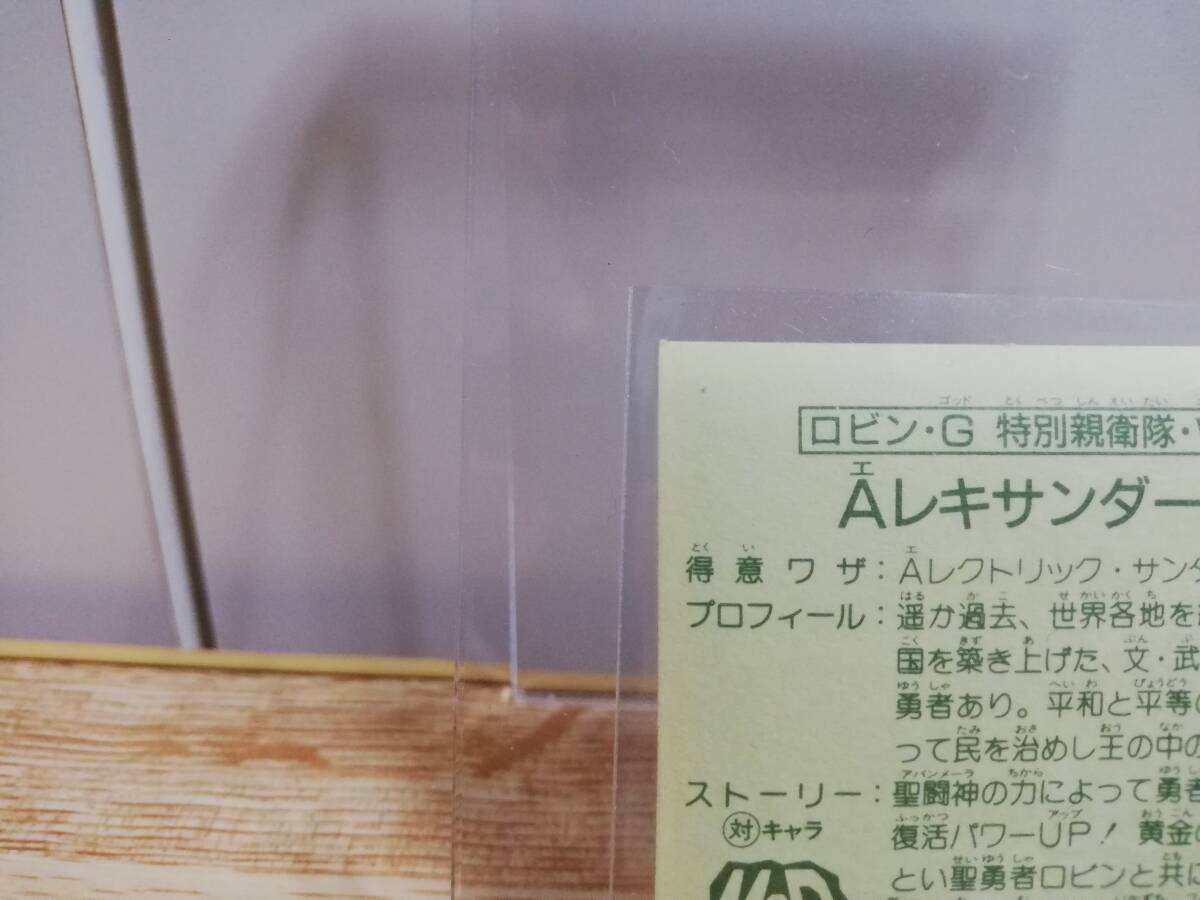 ロビン・G 特別親衛隊・
Āレキサンダー
得意ワザ：Āレクトリック・サンダ
プロフィール：遥か過去、世界各地を
国を築き上げた、文・武
勇者あり。平和と平等の
って民を治めし王の中の
ストーリー：聖闘神の力によって勇者
対キャラ 復活パワーUP！ 黄金の
とい聖勇者ロビンと共に